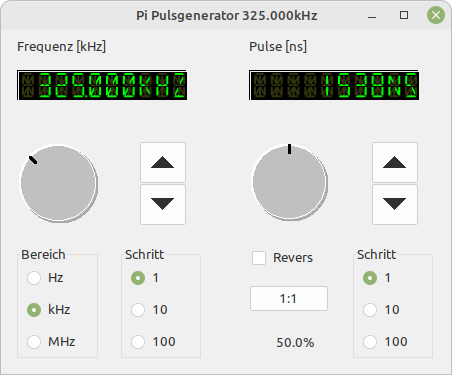 Pi Pulsgenerator 325.000kHz
Frequenz [kHz]
Pulse [ns]
325.000KHZ
1538NS
Bereich
Hz
kHz
MHz
Schritt
1
10
100
Revers
1:1
50.0%
Schritt
1
10
100